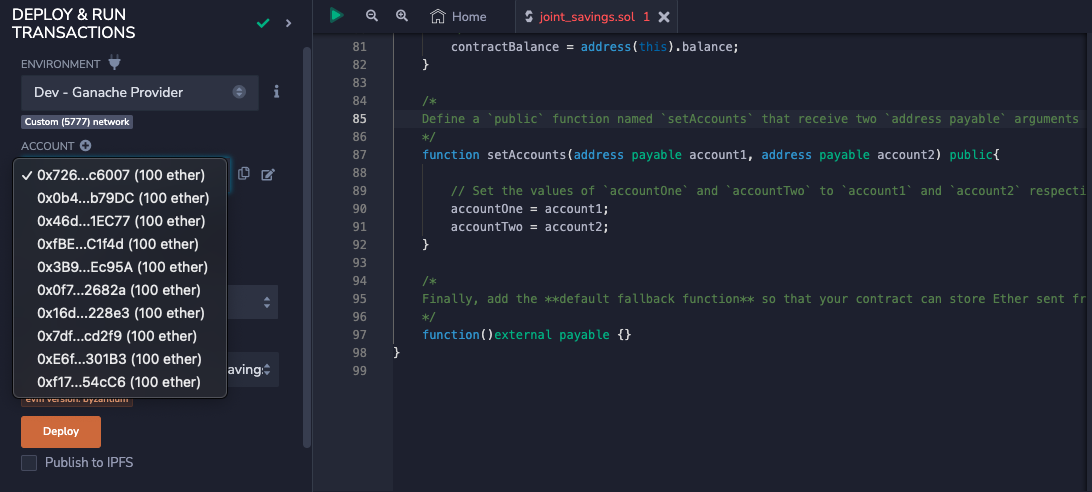 DEPLOY & RUN
TRANSACTIONS
ENVIRONMENT
Dev - Ganache Provider
Custom (5777) network
ACCOUNT
0x726...c6007 (100 ether)
0x0b4...b79DC (100 ether)
0x46d...1EC77 (100 ether)
0xfBE...C1f4d (100 ether)
0x3B9...Ec95A (100 ether)
0x0f7...2682a (100 ether)
0x16d...228e3 (100 ether)
0x7df...cd2f9 (100 ether)
0xE6f...301B3 (100 ether)
0xf17...54cC6 (100 ether)
aving:
evm version: byzantium
Deploy
Publish to IPFS
Home
joint_savings.sol 1
81 contractBalance = address(this).balance;
82 }
83
84 /*
85 Define a `public` function named `setAccounts` that receive two `address payable` arguments
86 */
87 function setAccounts(address payable account1, address payable account2) public{
88
89 // Set the values of `accountOne` and `accountTwo` to `account1` and `account2` respecti
90 accountOne = account1;
91 accountTwo = account2;
92 }
93
94 /*
95 Finally, add the **default fallback function** so that your contract can store Ether sent fr
96 */
97 function()external payable {}
98 }
99